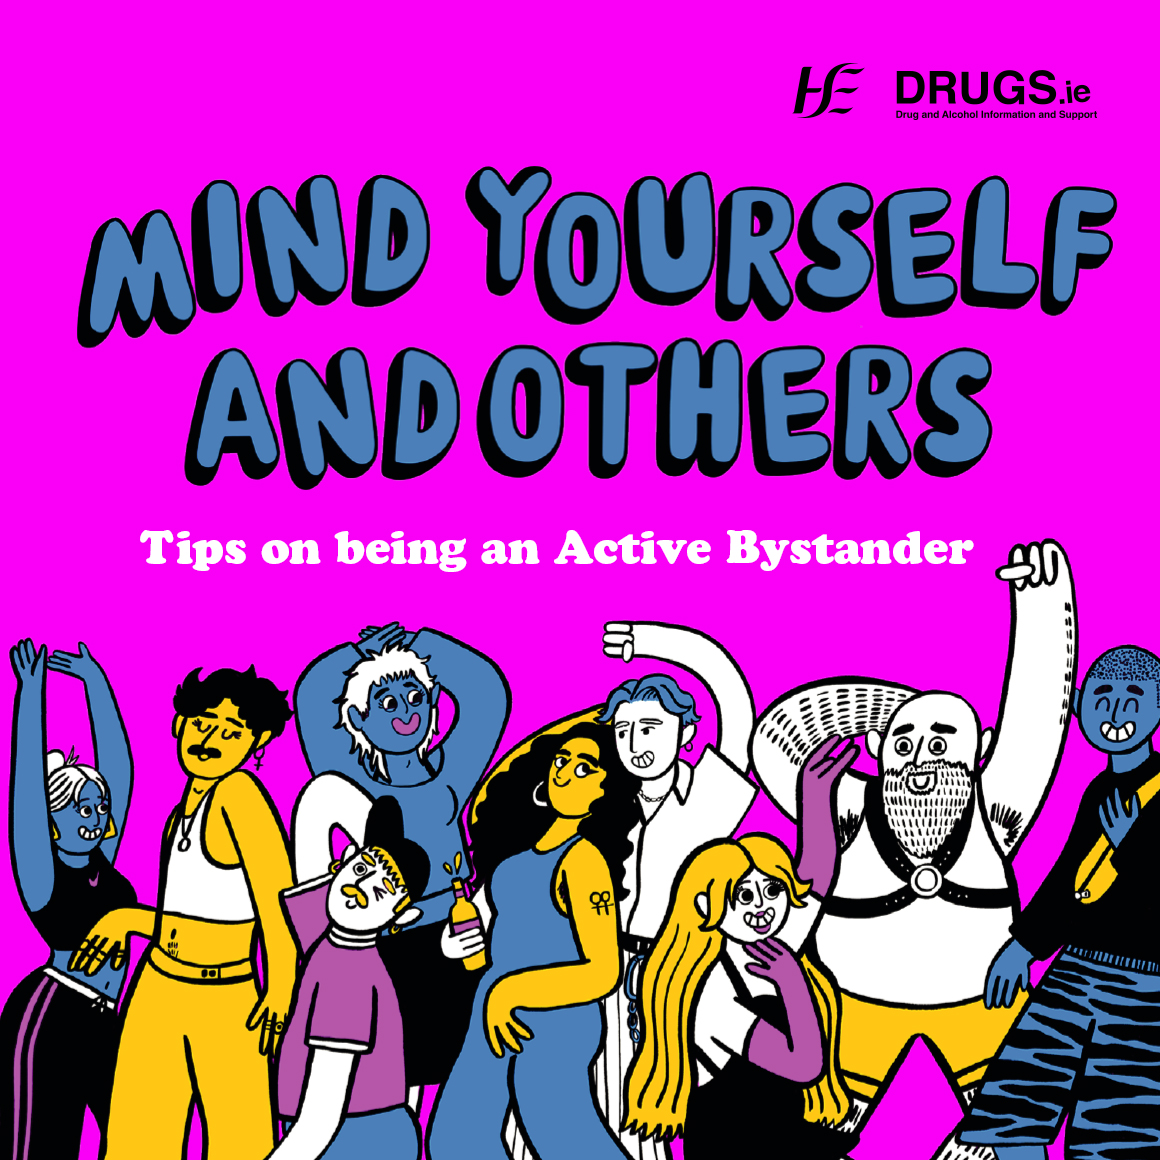 HSE
DRUGS.ie
Drug and Alcohol Information and Support
MIND YOURSELF
AND OTHERS
Tips on being an Active Bystander